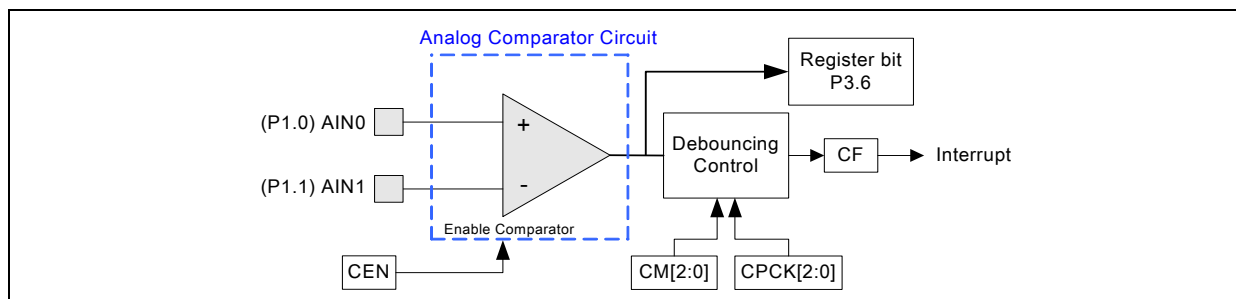 Analog Comparator Circuit
Register bit
P3.6
(P1.0) AIN0
+
Debouncing
Control
CF
Interrupt
(P1.1) AIN1
-
Enable Comparator
CEN
CM[2:0]
CPCK[2:0]